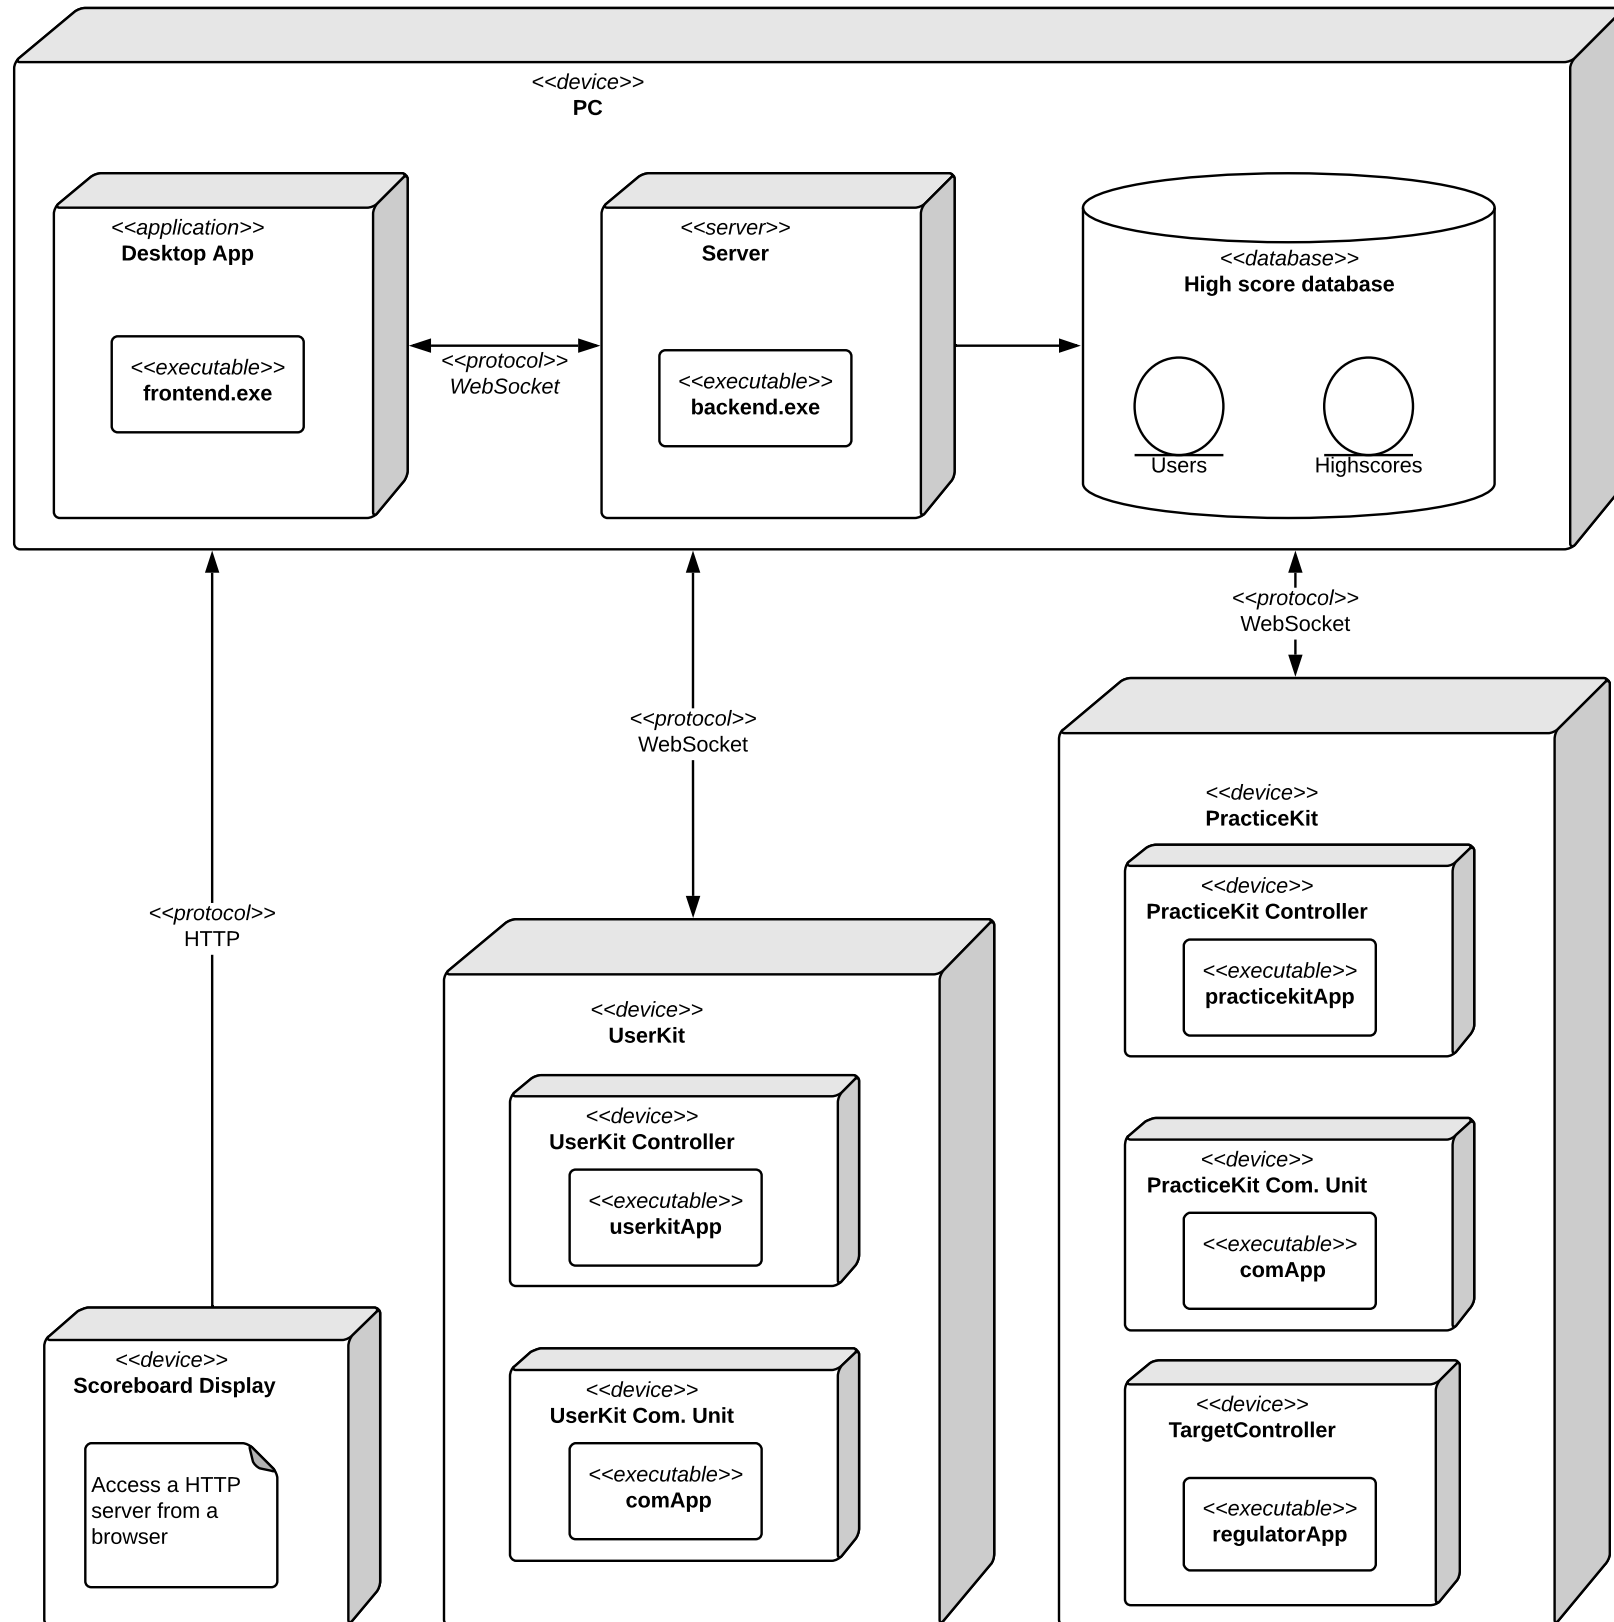 <<device>>
PC
<<application>>
Desktop App
<<executable>>
frontend.exe
<<protocol>>
WebSocket
<<server>>
Server
<<executable>>
backend.exe
<<database>>
High score database
Users
Highscores
<<protocol>>
HTTP
<<protocol>>
WebSocket
<<protocol>>
WebSocket
<<device>>
Scoreboard Display
Access a HTTP
server from a
browser
<<device>>
UserKit
<<device>>
UserKit Controller
<<executable>>
userkitApp
<<device>>
UserKit Com. Unit
<<executable>>
comApp
<<device>>
PracticeKit
<<device>>
PracticeKit Controller
<<executable>>
practicekitApp
<<device>>
PracticeKit Com. Unit
<<executable>>
comApp
<<device>>
TargetController
<<executable>>
regulatorApp